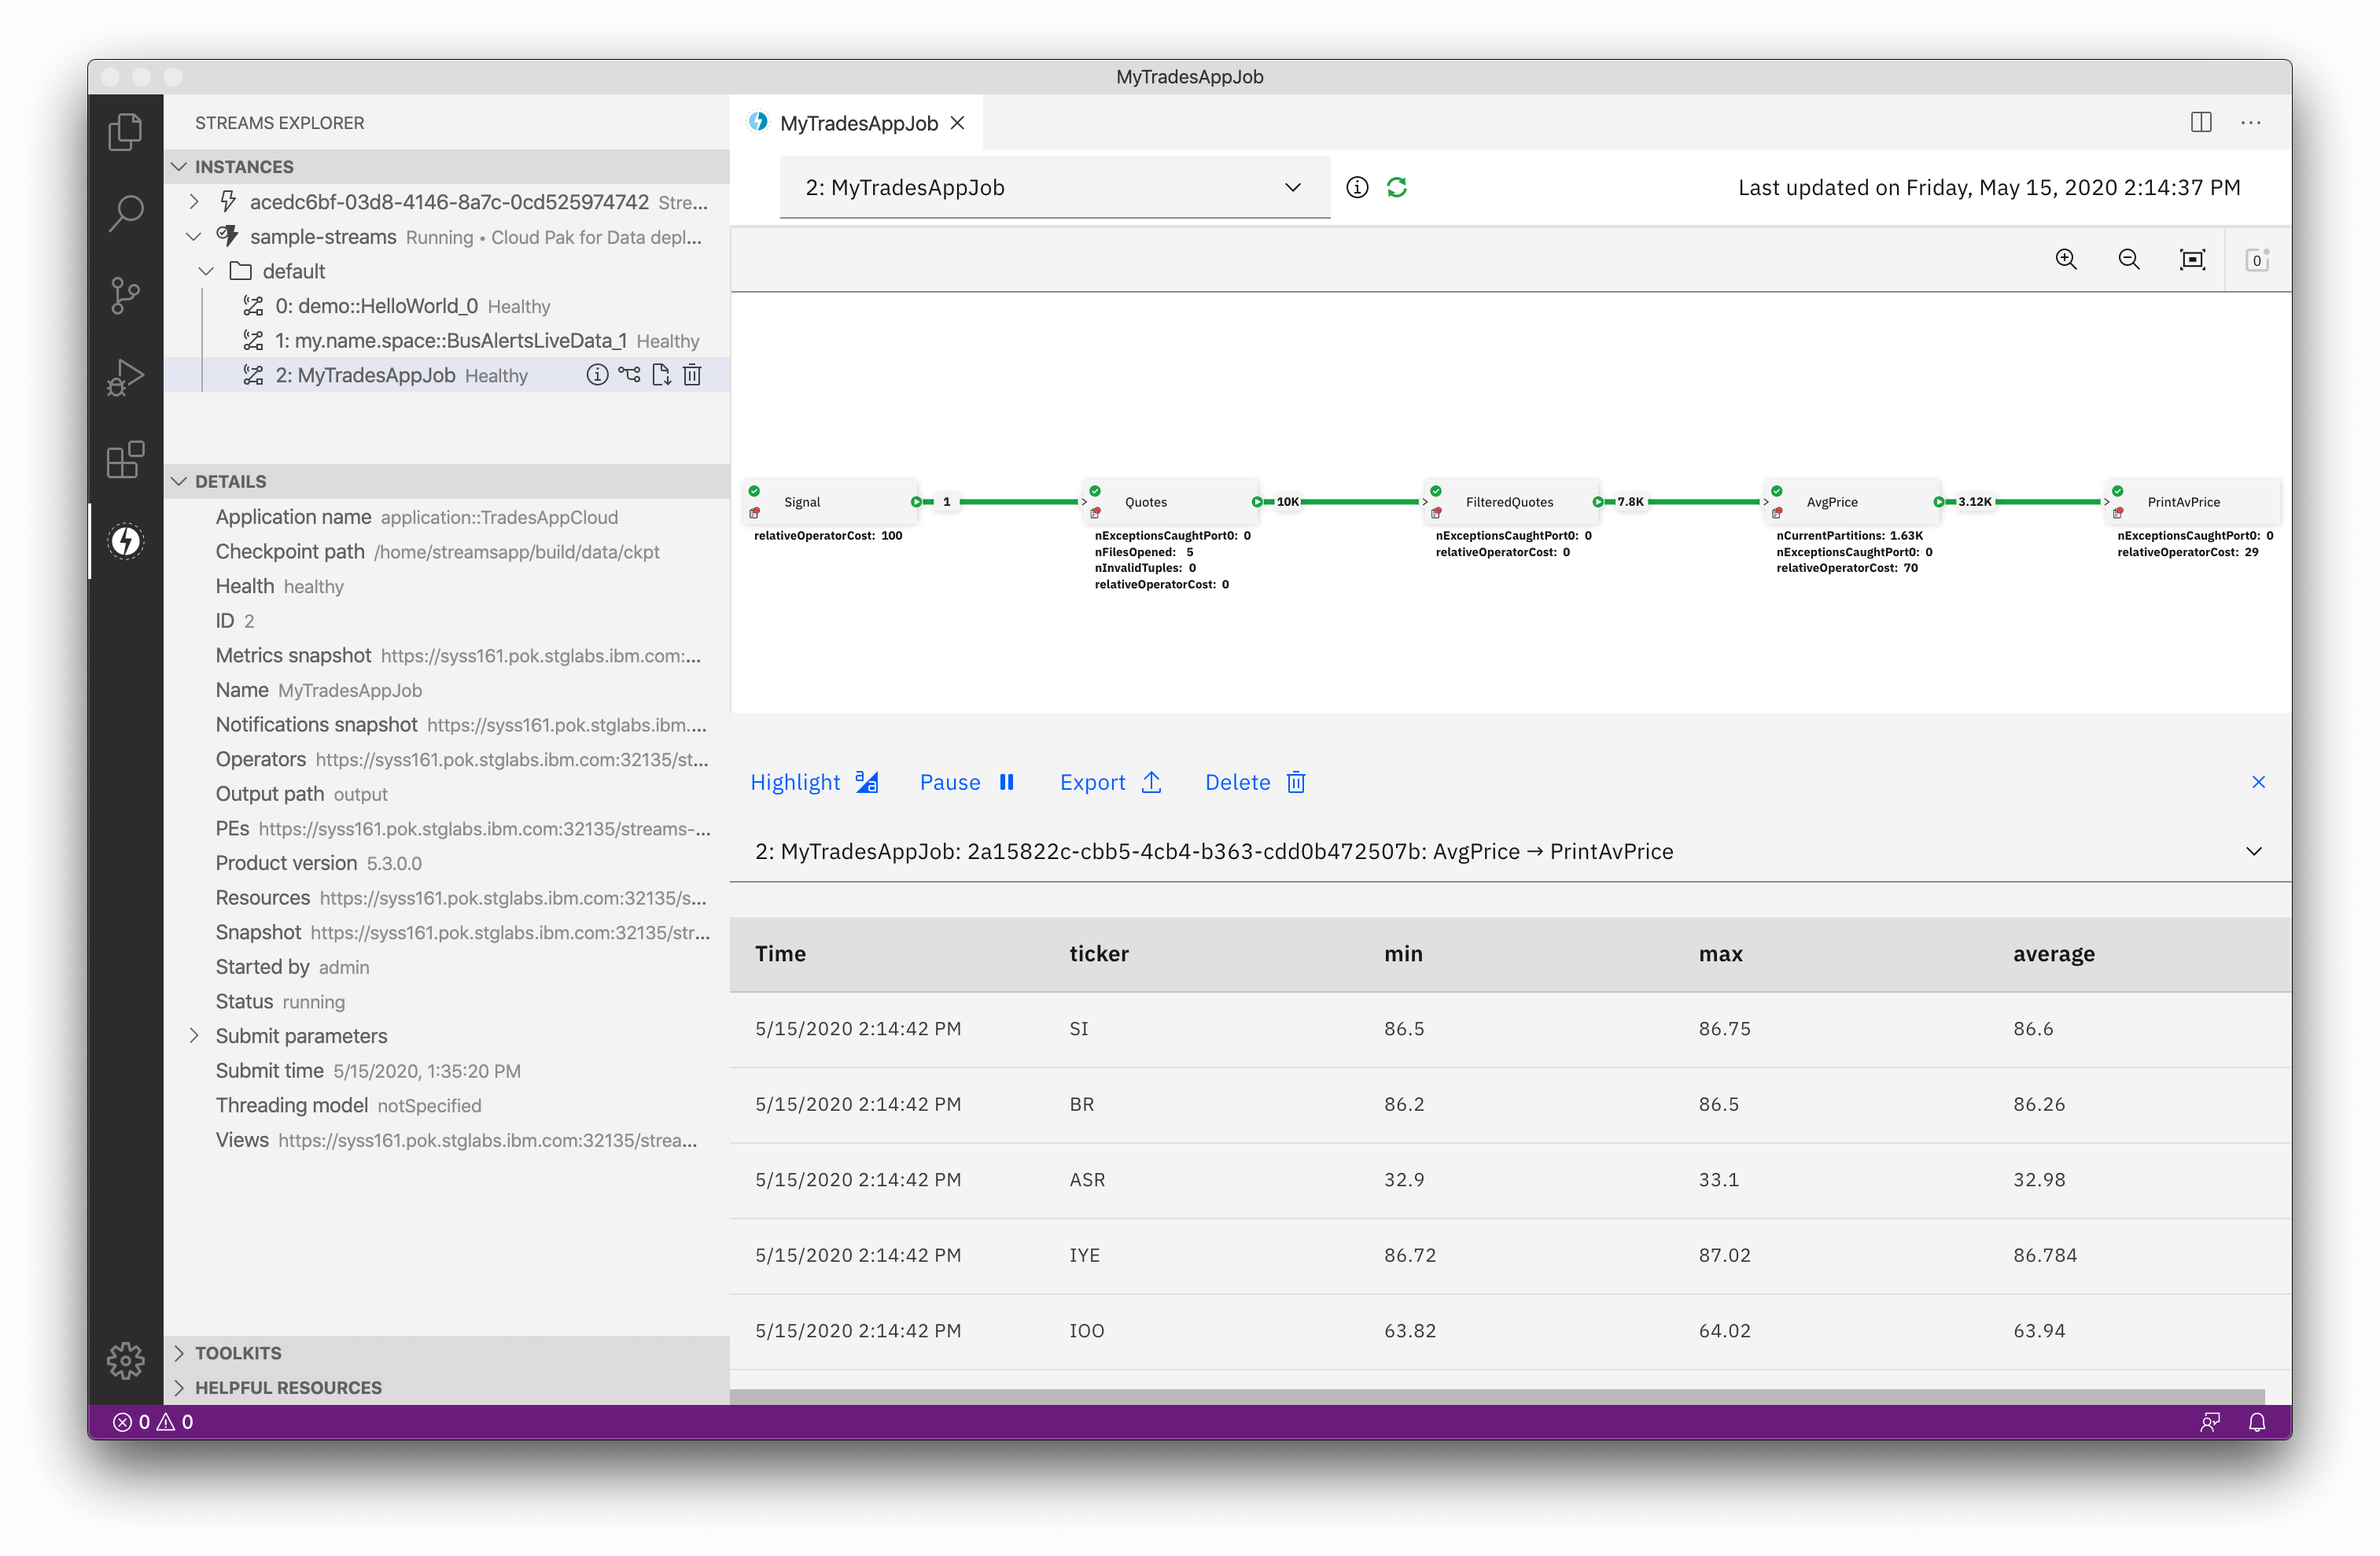 MyTradesAppJob
STREAMS EXPLORER
INSTANCES
acedc6bf-03d8-4146-8a7c-0cd525974742 Stre...
sample-streams Running • Cloud Pak for Data depl...
default
0: demo::HelloWorld_0 Healthy
1: my.name.space::BusAlertsLiveData_1 Healthy
2: MyTradesAppJob Healthy
DETAILS
Application name application::TradesAppCloud
Checkpoint path /home/streamsapp/build/data/ckpt
Health healthy
ID 2
Metrics snapshot https://syss161.pok.stglabs.ibm.com:...
Name MyTradesAppJob
Notifications snapshot https://syss161.pok.stglabs.ibm....
Operators https://syss161.pok.stglabs.ibm.com:32135/st...
Output path output
PEs https://syss161.pok.stglabs.ibm.com:32135/streams-...
Product version 5.3.0.0
Resources https://syss161.pok.stglabs.ibm.com:32135/s...
Snapshot https://syss161.pok.stglabs.ibm.com:32135/str...
Started by admin
Status running
Submit parameters
Submit time 5/15/2020, 1:35:20 PM
Threading model notSpecified
Views https://syss161.pok.stglabs.ibm.com:32135/strea...
TOOLKITS
HELPFUL RESOURCES
MyTradesAppJob
2: MyTradesAppJob
Last updated on Friday, May 15, 2020 2:14:37 PM
0
Signal 1 Quotes 10K FilteredQuotes 7.8K AvgPrice 3.12K PrintAvPrice
relativeOperatorCost: 100
nExceptionsCaughtPort0: 0
nFilesOpened: 5
nInvalidTuples: 0
relativeOperatorCost: 0
nExceptionsCaughtPort0: 0
relativeOperatorCost: 0
nCurrentPartitions: 1.63K
nExceptionsCaughtPort0: 0
relativeOperatorCost: 70
nExceptionsCaughtPort0: 0
relativeOperatorCost: 29
Highlight Pause Export Delete
2: MyTradesAppJob: 2a15822c-cbb5-4cb4-b363-cdd0b472507b: AvgPrice → PrintAvPrice
Time ticker min max average
5/15/2020 2:14:42 PM SI 86.5 86.75 86.6
5/15/2020 2:14:42 PM BR 86.2 86.5 86.26
5/15/2020 2:14:42 PM ASR 32.9 33.1 32.98
5/15/2020 2:14:42 PM IYE 86.72 87.02 86.784
5/15/2020 2:14:42 PM IOO 63.82 64.02 63.94
0 0